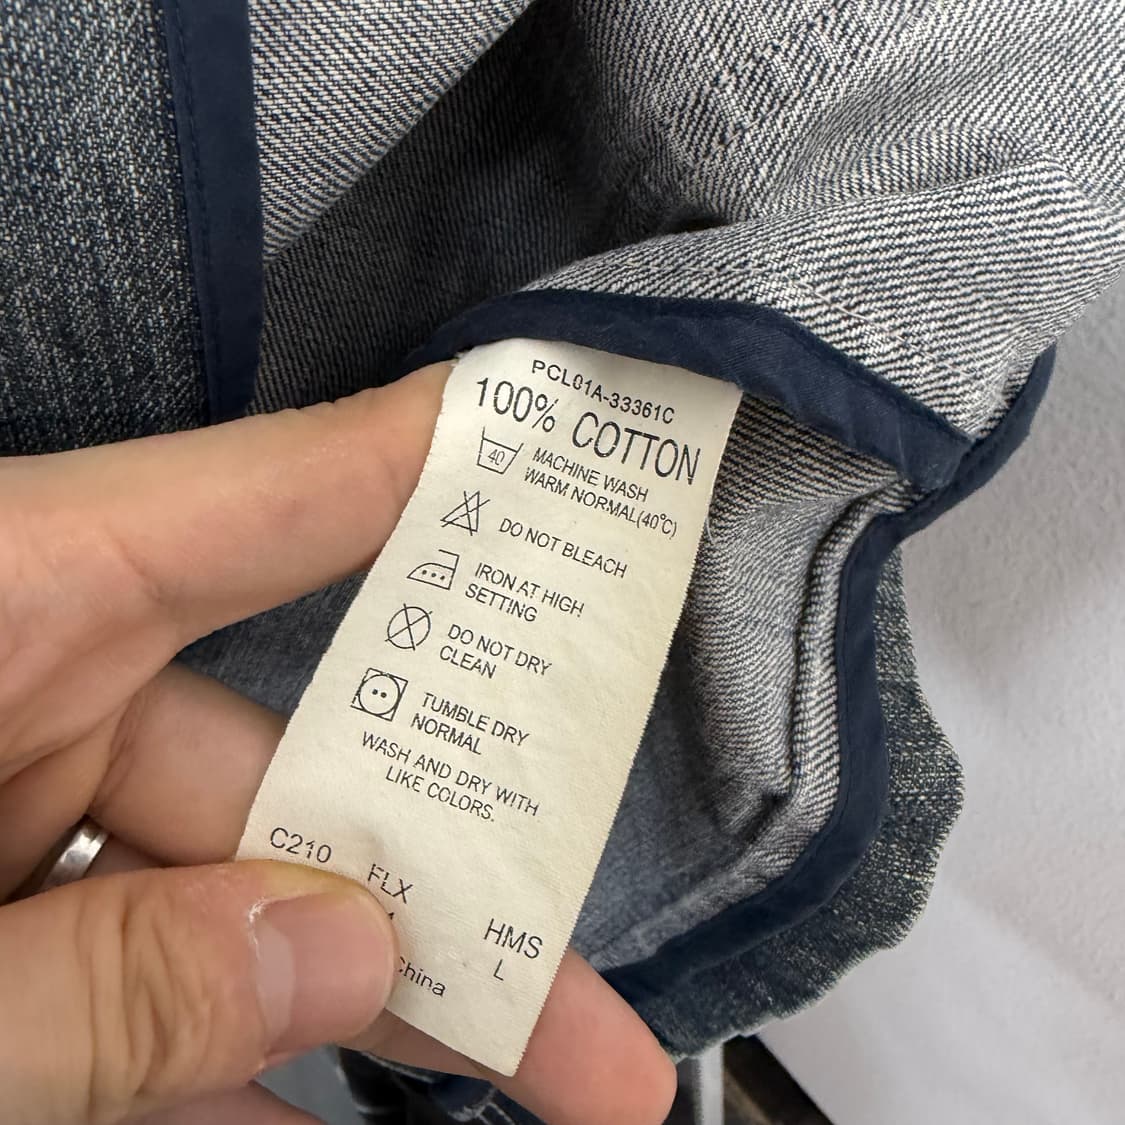 PCL01A-33361C
100% COTTON
40
MACHINE WASH
WARM NORMAL(40°C)
DO NOT BLEACH
IRON AT HIGH
SETTING
DO NOT DRY
CLEAN
TUMBLE DRY
NORMAL
WASH AND DRY WITH
LIKE COLORS.
C210
FLX
HMS
L
China